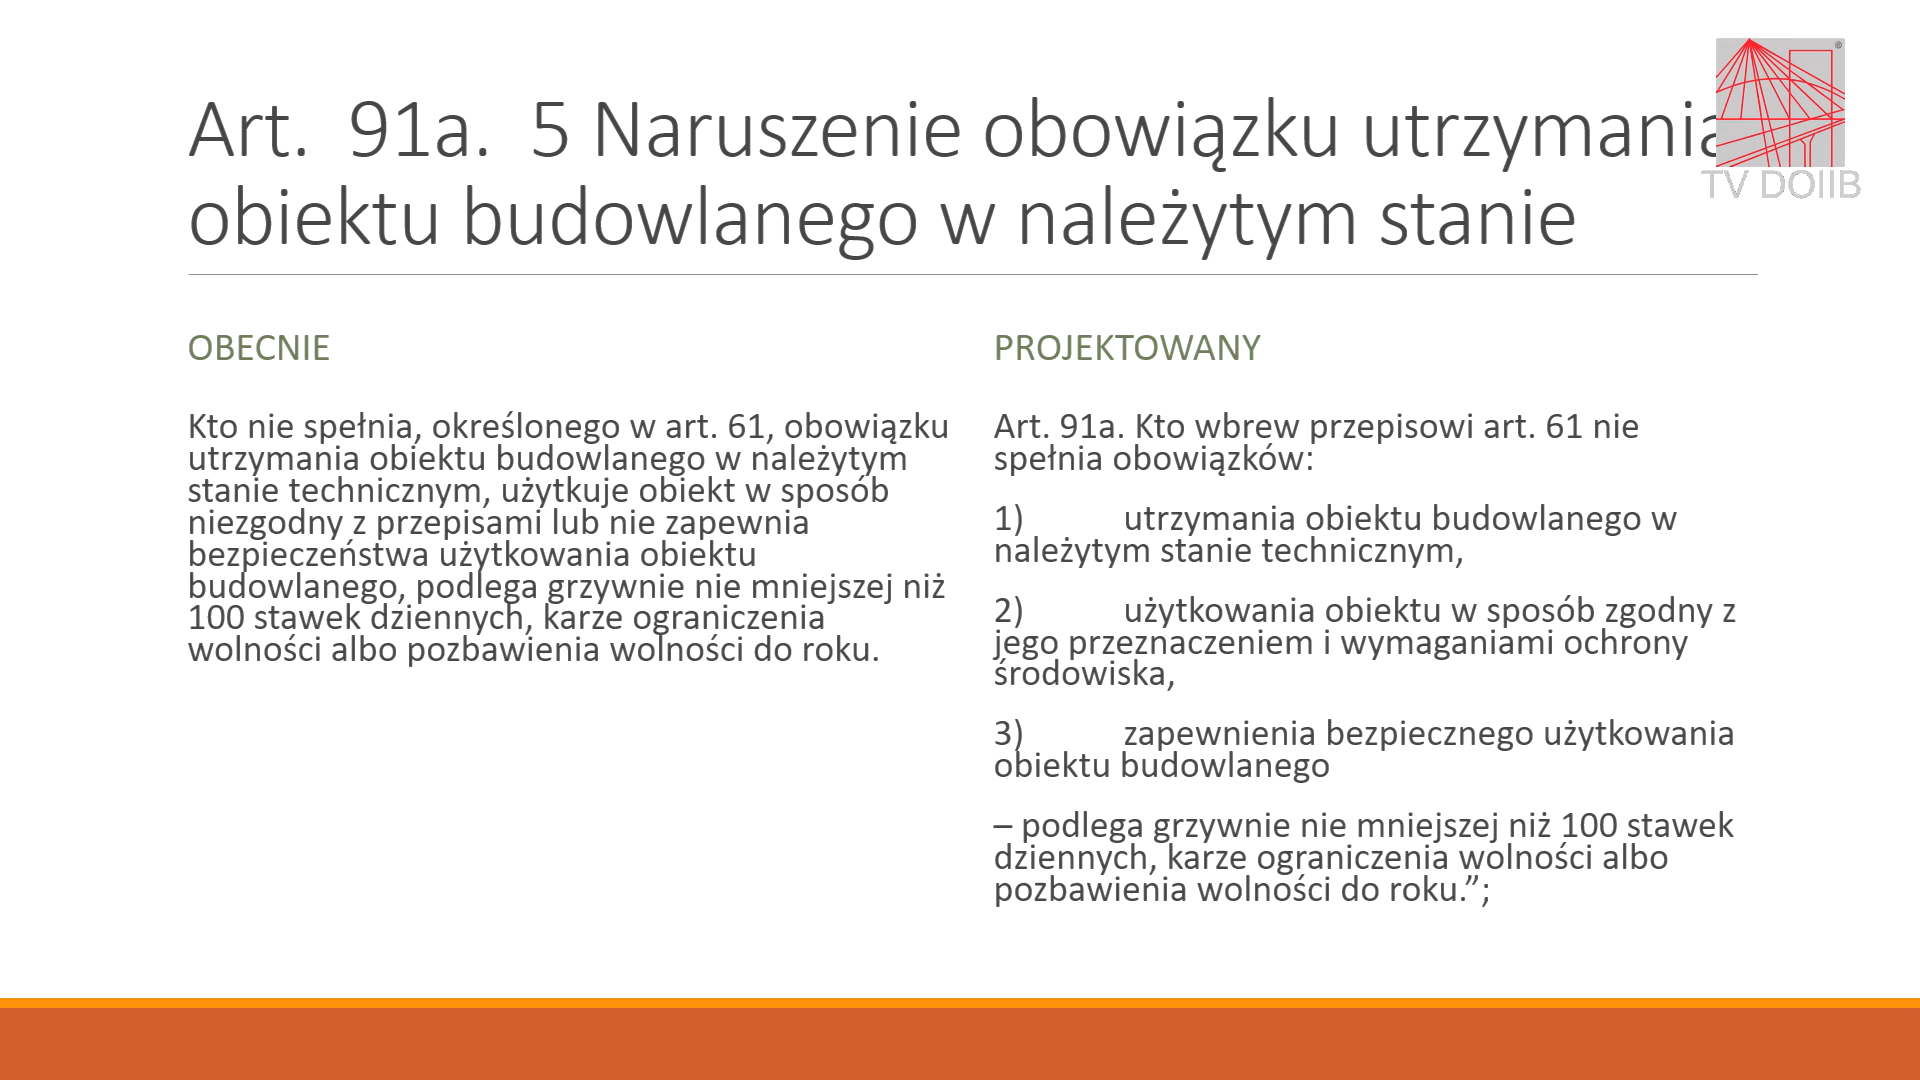 Art. 91a. 5 Naruszenie obowiązku utrzymania
obiektu budowlanego w należytym stanie
®
TV DOIIB
OBECNIE
Kto nie spełnia, określonego w art. 61, obowiązku
utrzymania obiektu budowlanego w należytym
stanie technicznym, użytkuje obiekt w sposób
niezgodny z przepisami lub nie zapewnia
bezpieczeństwa użytkowania obiektu
budowlanego, podlega grzywnie nie mniejszej niż
100 stawek dziennych, karze ograniczenia
wolności albo pozbawienia wolności do roku.
PROJEKTOWANY
Art. 91a. Kto wbrew przepisowi art. 61 nie
spełnia obowiązków:
1) utrzymania obiektu budowlanego w
należytym stanie technicznym,
2) użytkowania obiektu w sposób zgodny z
jego przeznaczeniem i wymaganiami ochrony
środowiska,
3) zapewnienia bezpiecznego użytkowania
obiektu budowlanego
– podlega grzywnie nie mniejszej niż 100 stawek
dziennych, karze ograniczenia wolności albo
pozbawienia wolności do roku.”;